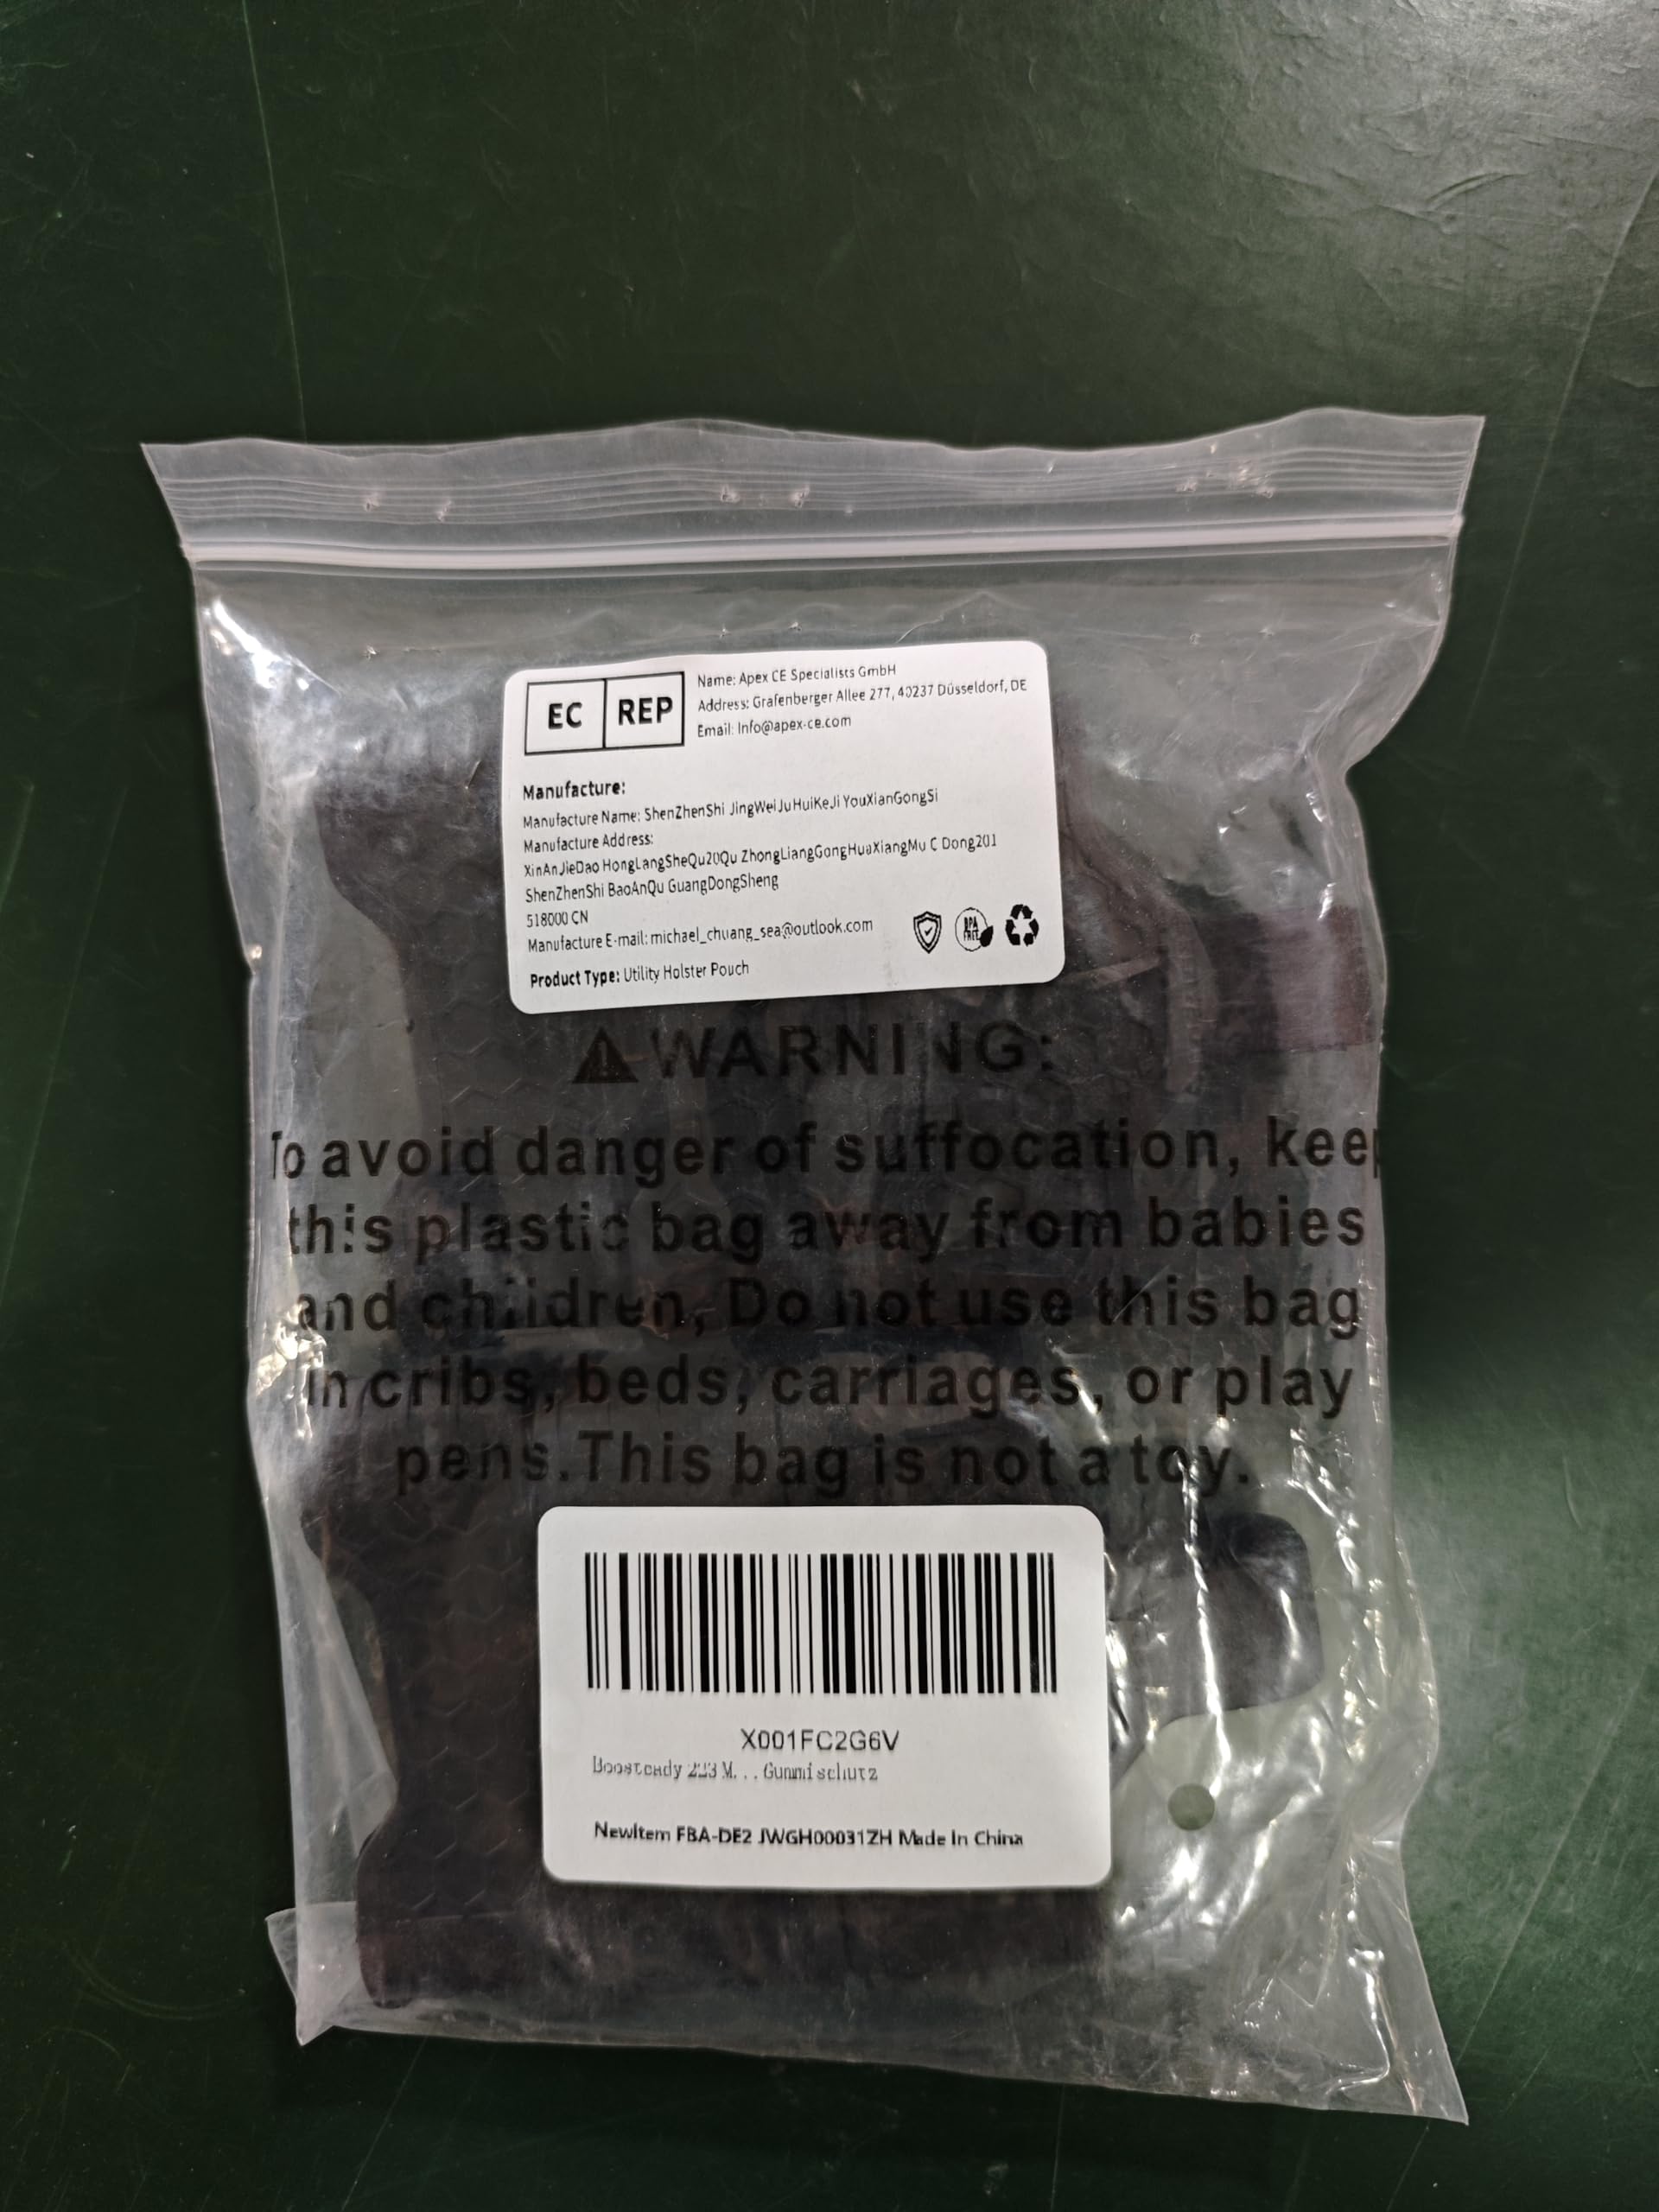 EC REP
Name: Apex CE Specialists GmbH
Address: Grafenberger Allee 277, 40237 Düsseldorf, DE
Email: Info@apex-ce.com
Manufacture:
Manufacture Name: ShenZhenShi JingWeiJuHuiKeJi YouXianGongSi
Manufacture Address:
XinAnJieDao HongLangSheQu20Qu ZhongLiangGongHuaXiangMu C Dong201
ShenZhenShi BaoAnQu GuangDongSheng
518000 CN
Manufacture E-mail: michael_chuang_sea@outlook.com
BPA
FREE
Product Type: Utility Holster Pouch
WARNING:
To avoid danger of suffocation, keep
this plastic bag away from babies
and children, Do not use this bag
in cribs, beds, carriages, or play
pens.This bag is not a toy.
X001FC2G6V
Boosteady 223 M. . . Gummischutz
NewItem FBA-DE2 JWGH00031ZH Made In China